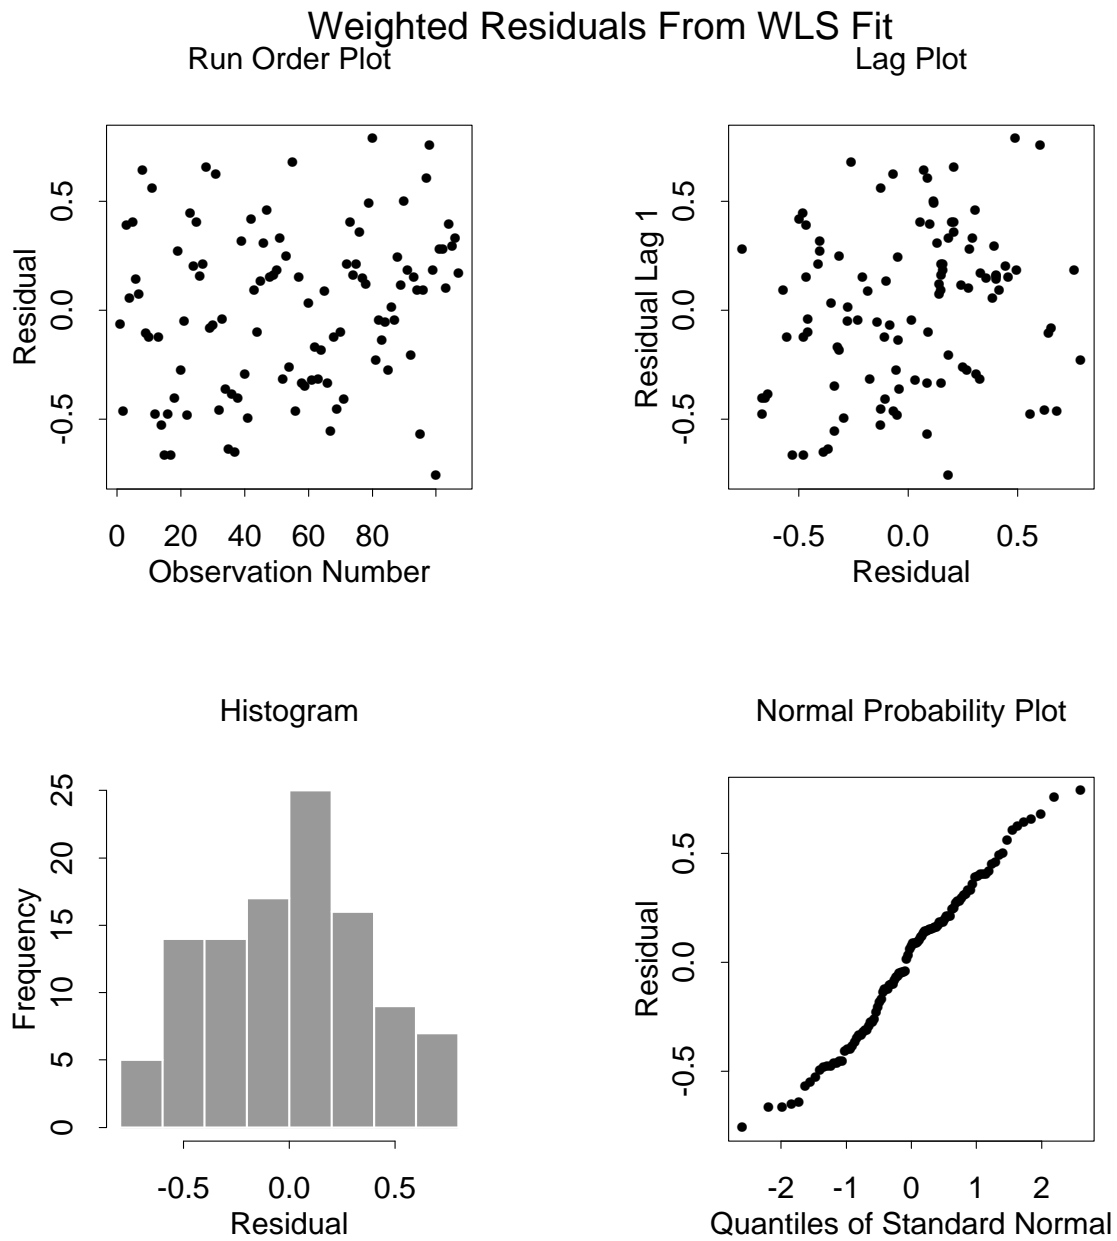 Weighted Residuals From WLS Fit
Run Order Plot
Residual
0.5
0.0
-0.5
0 20 40 60 80
Observation Number
Lag Plot
Residual Lag 1
0.5
0.0
-0.5
-0.5 0.0 0.5
Residual
Histogram
Frequency
25
20
15
10
5
0
-0.5 0.0 0.5
Residual
Normal Probability Plot
Residual
0.5
0.0
-0.5
-2 -1 0 1 2
Quantiles of Standard Normal